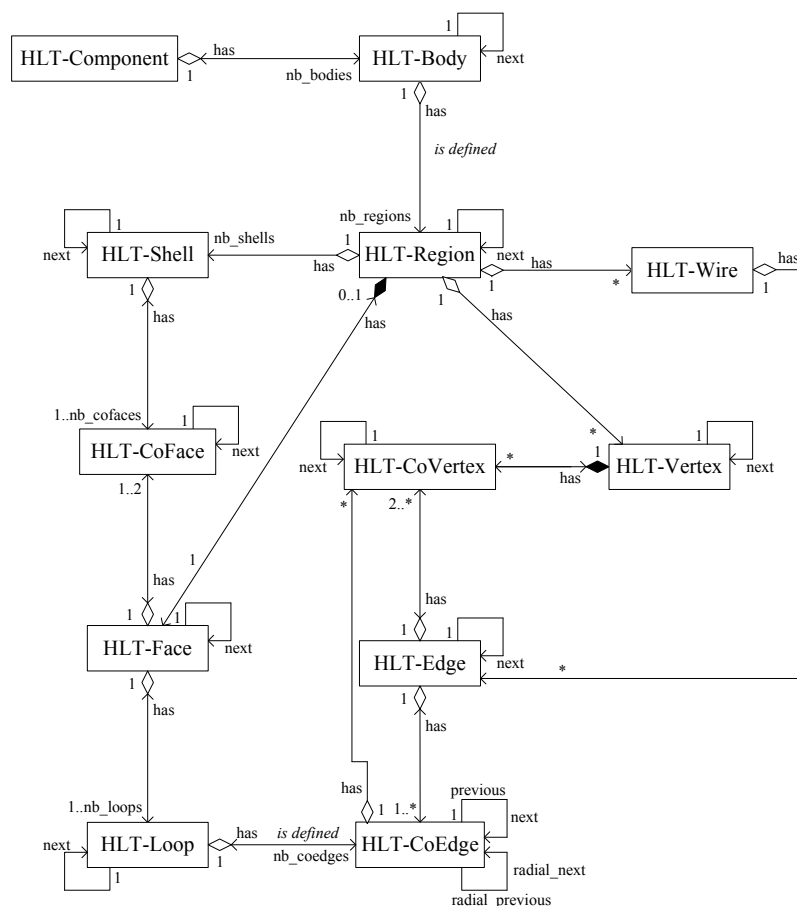 1
HLT-Component
has
HLT-Body
1
nb_bodies
next
1
has
is defined
1
nb_regions
1
nb_shells
1
HLT-Shell
next
has
HLT-Region
next
has
HLT-Wire
has
1
1
*
1
0..1
1
has
has
has
1..nb_cofaces
1
1
*
1
1
HLT-CoFace
next
HLT-CoVertex
next
*
has
HLT-Vertex
next
1..2
*
2..*
1
has
has
1
1
1
1
HLT-Face
next
HLT-Edge
next
*
1
has
1
has
1..nb_loops
has
1
1..*
previous
1
next
HLT-Loop
next
has
is defined
nb_coedges
HLT-CoEdge
1
1
radial_next
radial_previous